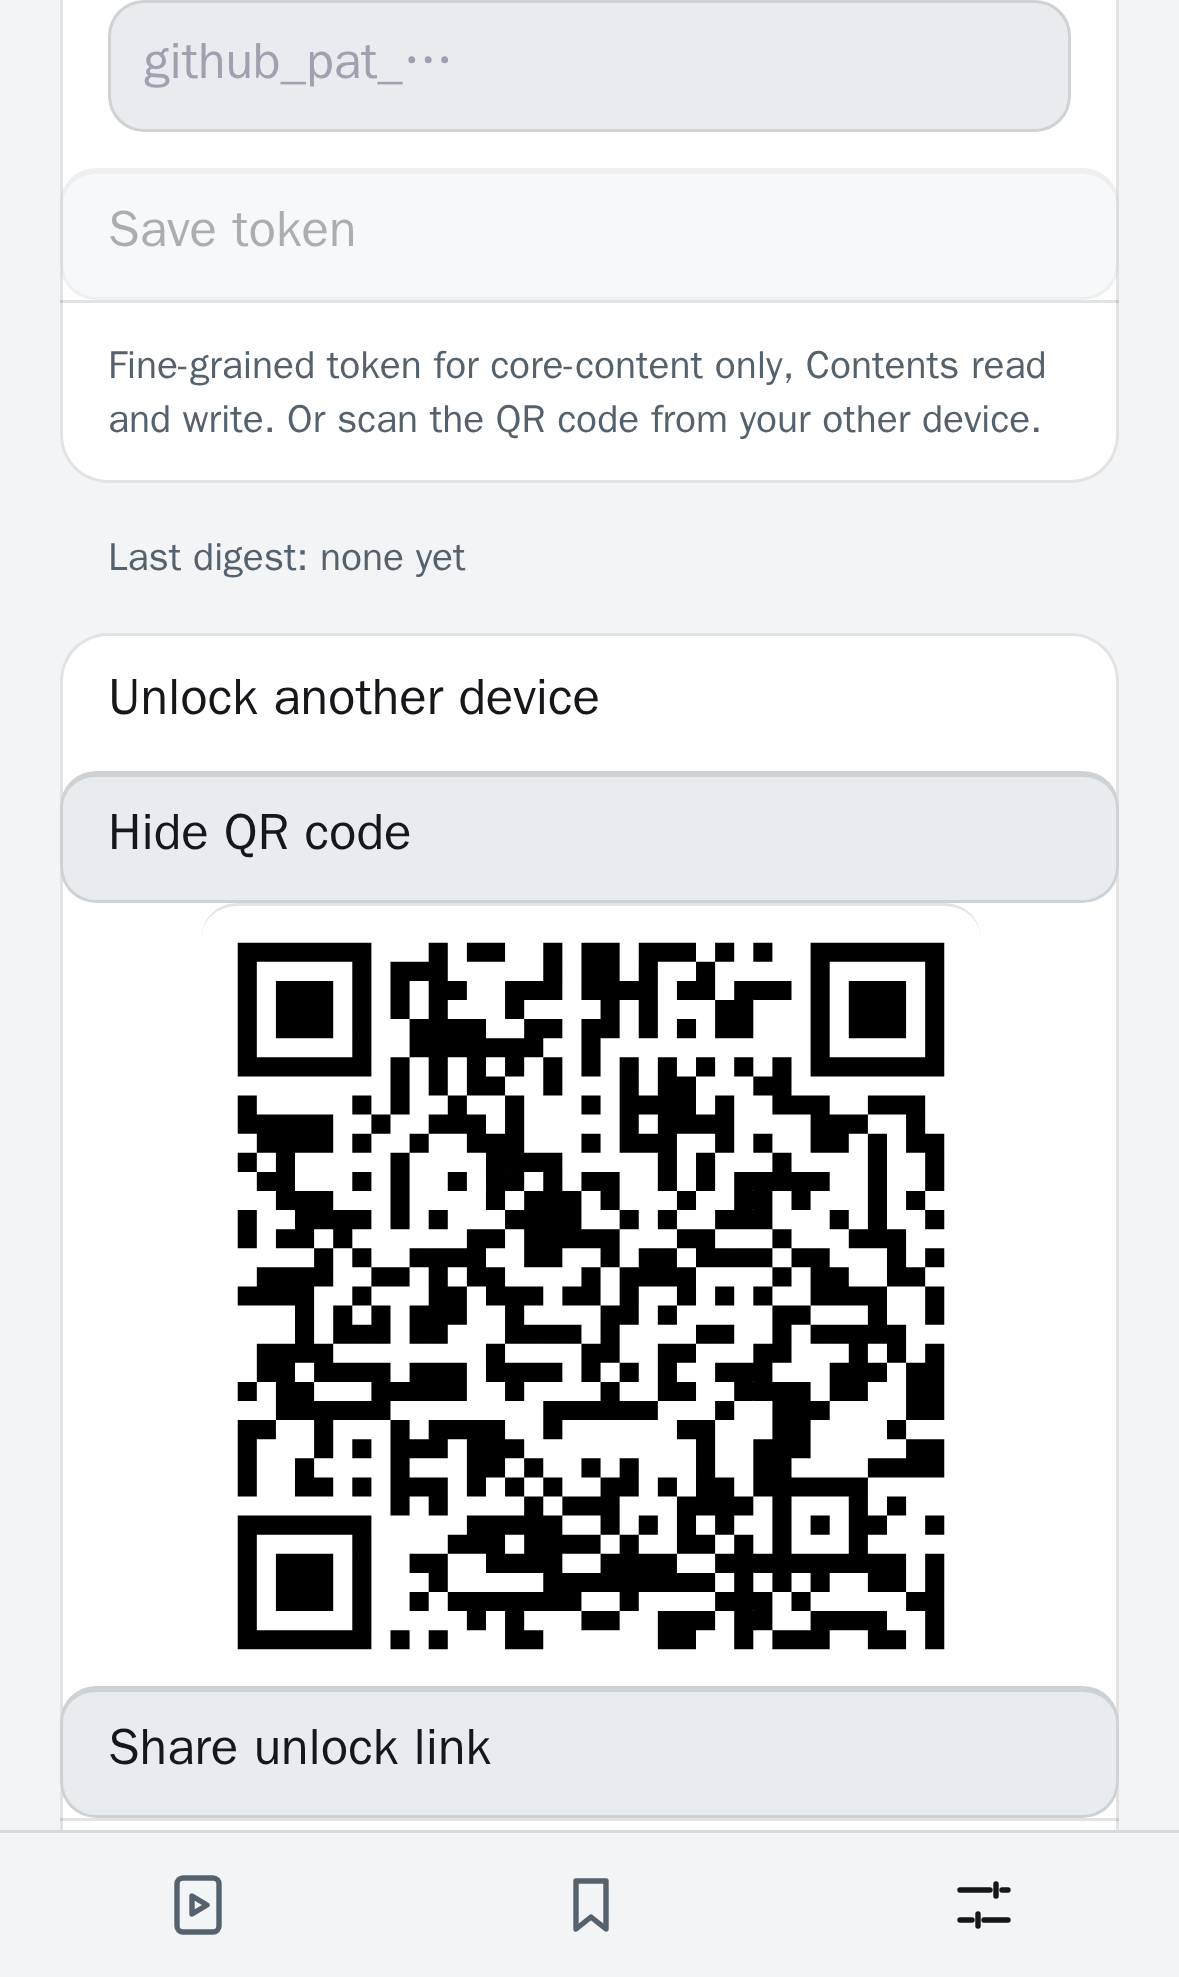 github_pat_···
Save token
Fine-grained token for core-content only, Contents read
and write. Or scan the QR code from your other device.
Last digest: none yet
Unlock another device
Hide QR code
Share unlock link